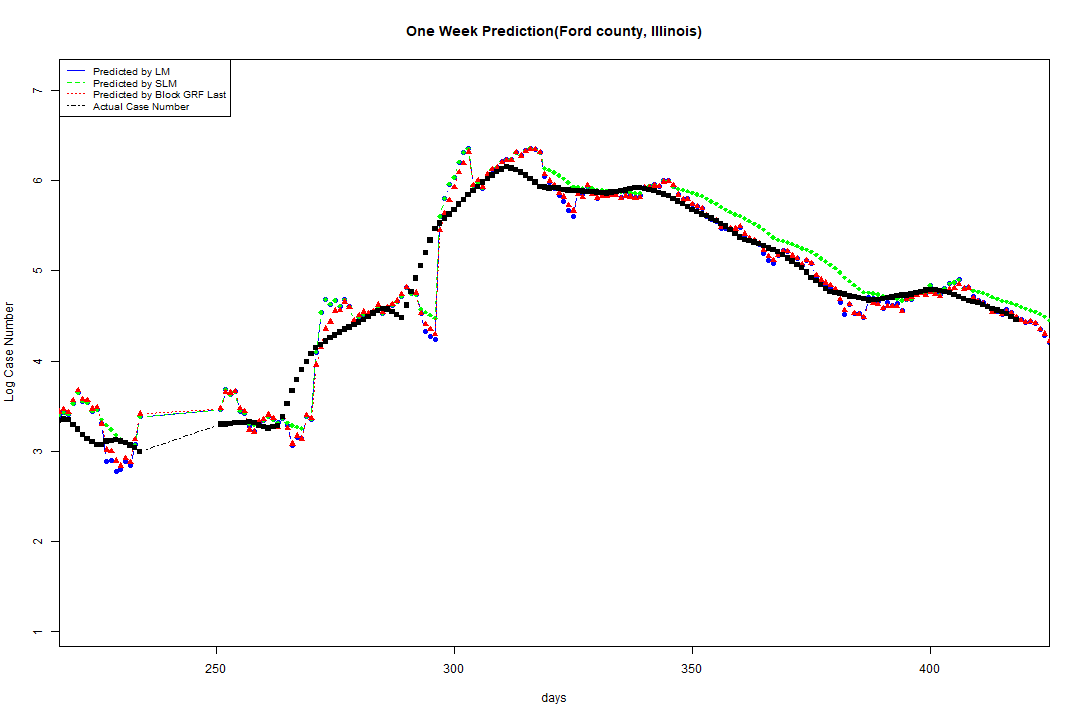 One Week Prediction(Ford county, Illinois)
Predicted by LM
Predicted by SLM
Predicted by Block GRF Last
Actual Case Number
Log Case Number
7
6
5
4
3
2
1
250
300
350
400
days